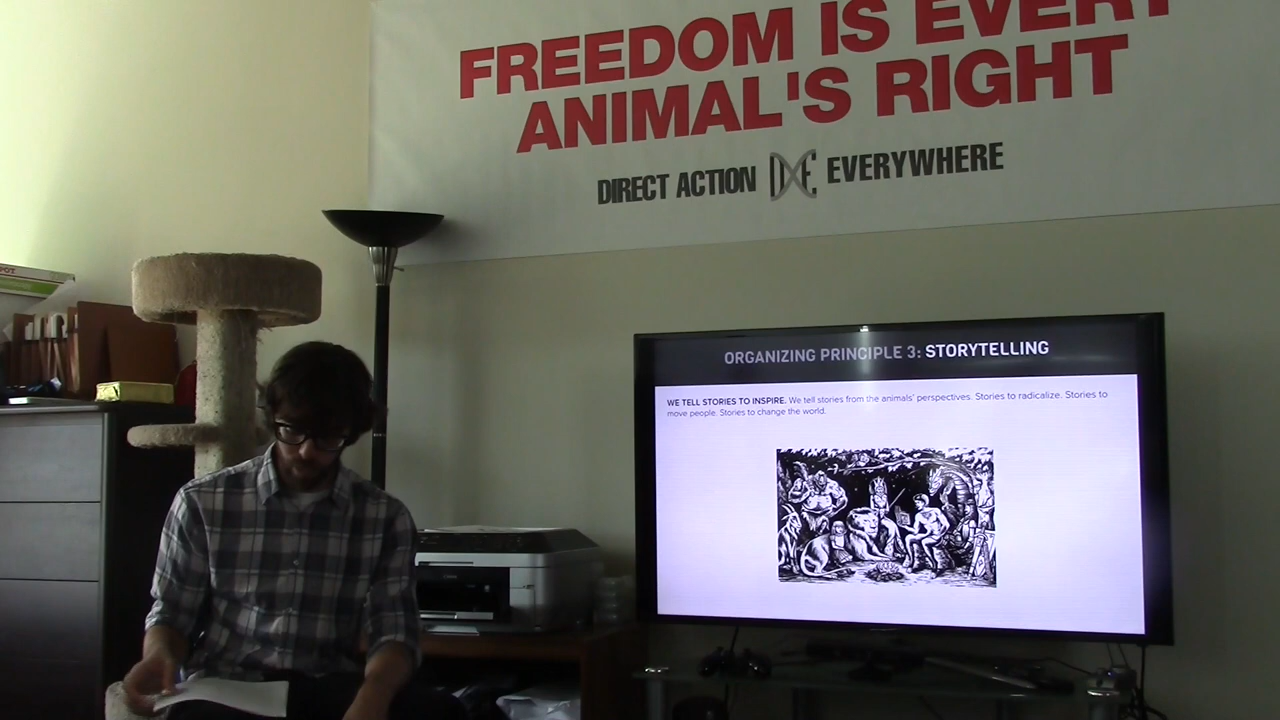 FREEDOM IS EVERY
ANIMAL'S RIGHT
DIRECT ACTION DxE EVERYWHERE
ORGANIZING PRINCIPLE 3: STORYTELLING
WE TELL STORIES TO INSPIRE. We tell stories from the animals' perspectives. Stories to radicalize. Stories to
move people. Stories to change the world.
Canon